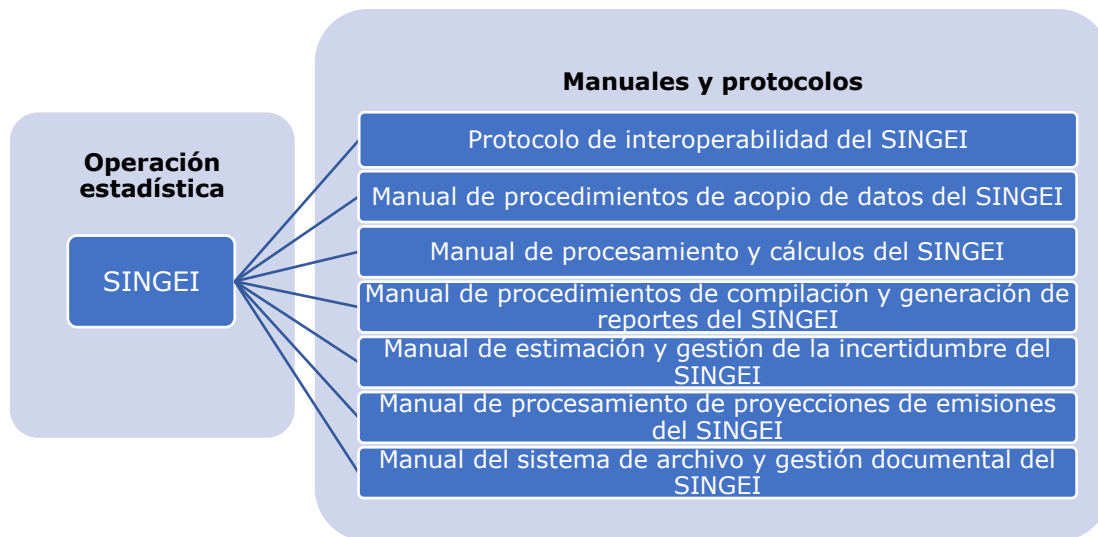 Operación
estadística
SINGEI
Manuales y protocolos
Protocolo de interoperabilidad del SINGEI
Manual de procedimientos de acopio de datos del SINGEI
Manual de procesamiento y cálculos del SINGEI
Manual de procedimientos de compilación y generación de
reportes del SINGEI
Manual de estimación y gestión de la incertidumbre del
SINGEI
Manual de procesamiento de proyecciones de emisiones
del SINGEI
Manual del sistema de archivo y gestión documental del
SINGEI